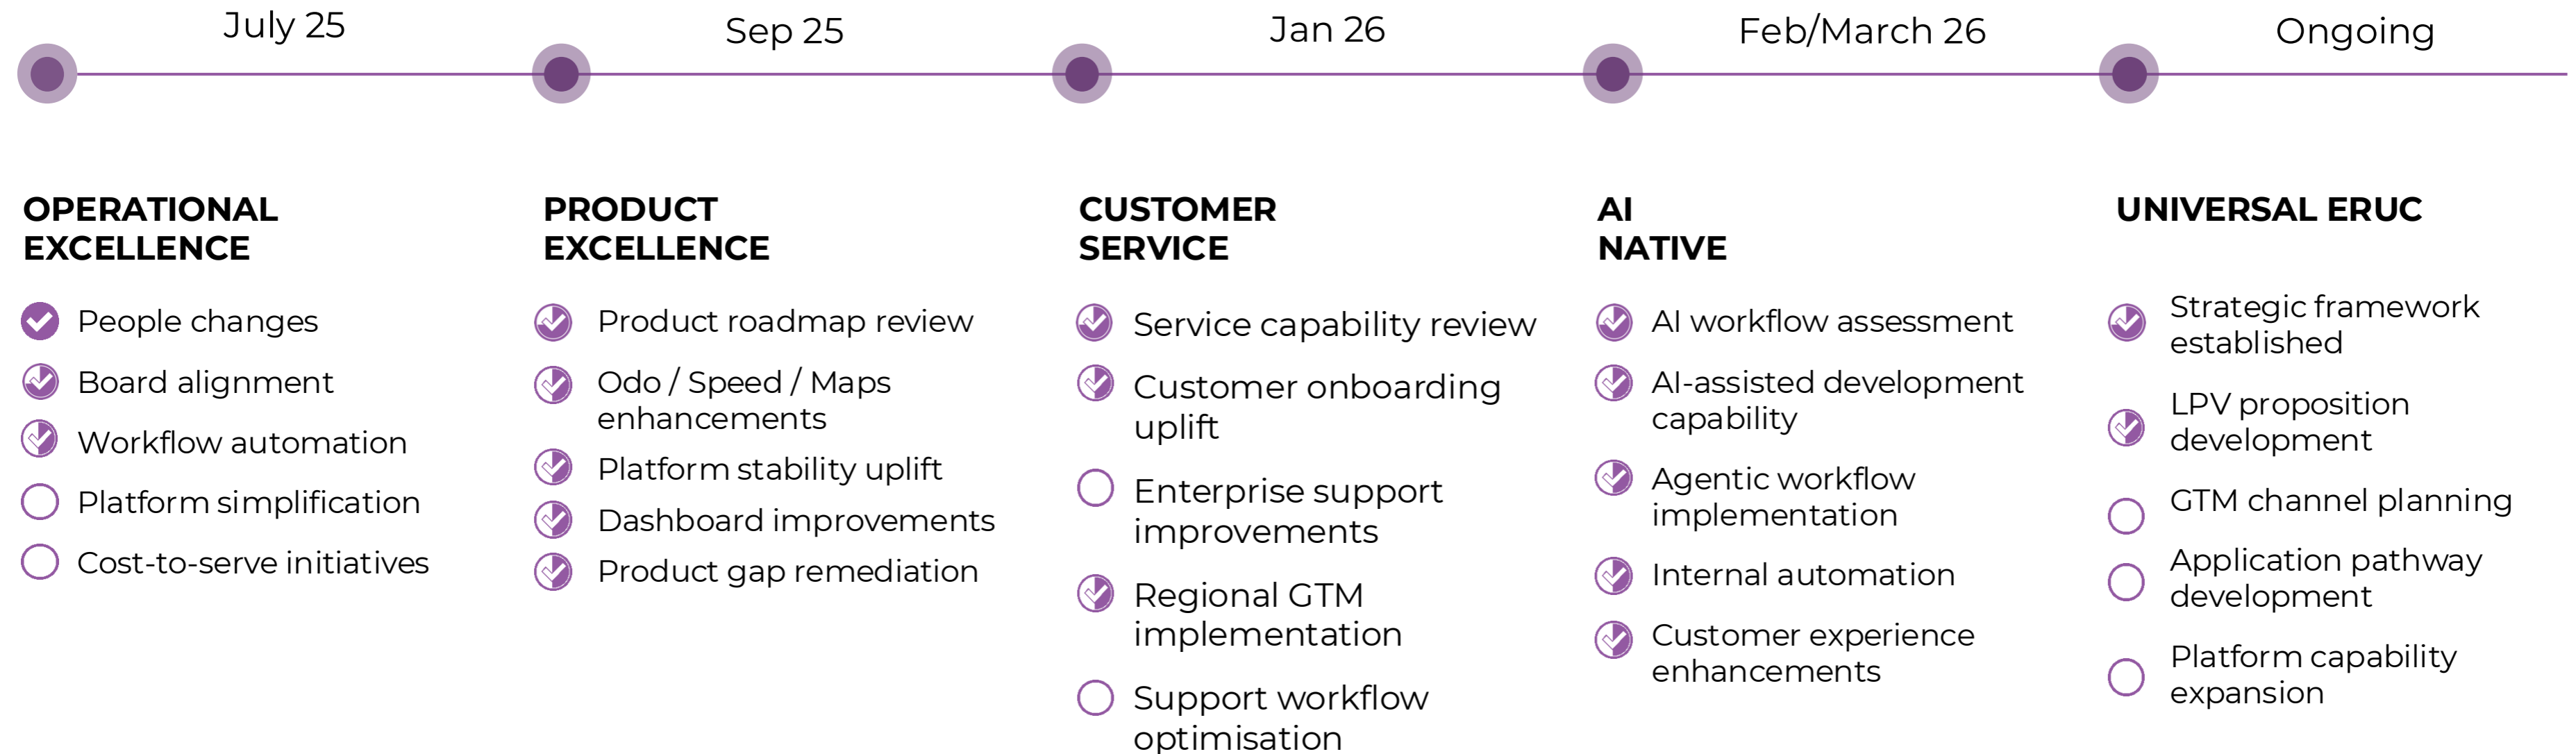 July 25
Sep 25
Jan 26
Feb/March 26
Ongoing
OPERATIONAL
EXCELLENCE
People changes
Board alignment
Workflow automation
Platform simplification
Cost-to-serve initiatives
PRODUCT
EXCELLENCE
Product roadmap review
Odo / Speed / Maps
enhancements
Platform stability uplift
Dashboard improvements
Product gap remediation
CUSTOMER
SERVICE
Service capability review
Customer onboarding
uplift
Enterprise support
improvements
Regional GTM
implementation
Support workflow
optimisation
AI
NATIVE
AI workflow assessment
AI-assisted development
capability
Agentic workflow
implementation
Internal automation
Customer experience
enhancements
UNIVERSAL ERUC
Strategic framework
established
LPV proposition
development
GTM channel planning
Application pathway
development
Platform capability
expansion